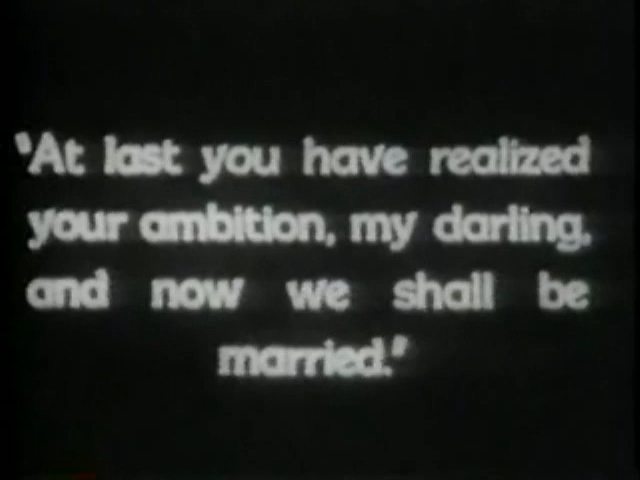 "At last you have realized
your ambition, my darling,
and now we shall be
married."